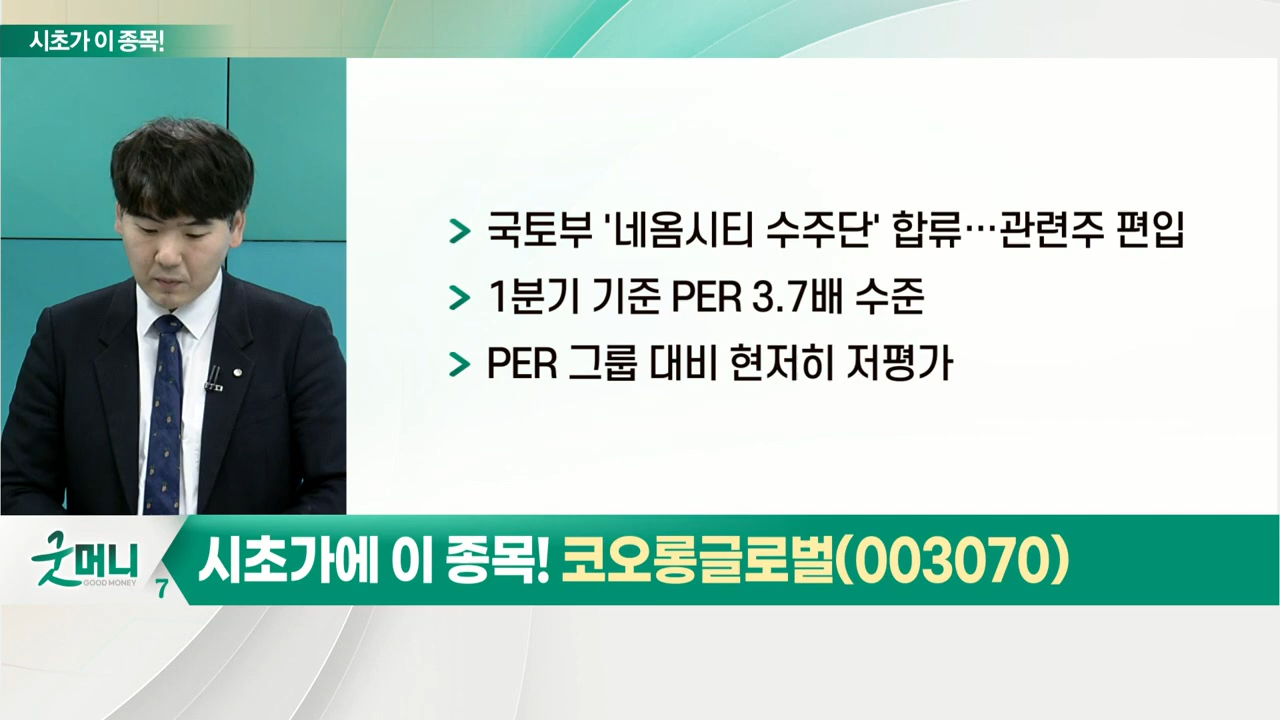 시초가 이 종목!
> 국토부 '네옴시티 수주단' 합류…관련주 편입
> 1분기 기준 PER 3.7배 수준
> PER 그룹 대비 현저히 저평가
굿머니
GOOD MONEY
7
시초가에 이 종목! 코오롱글로벌(003070)